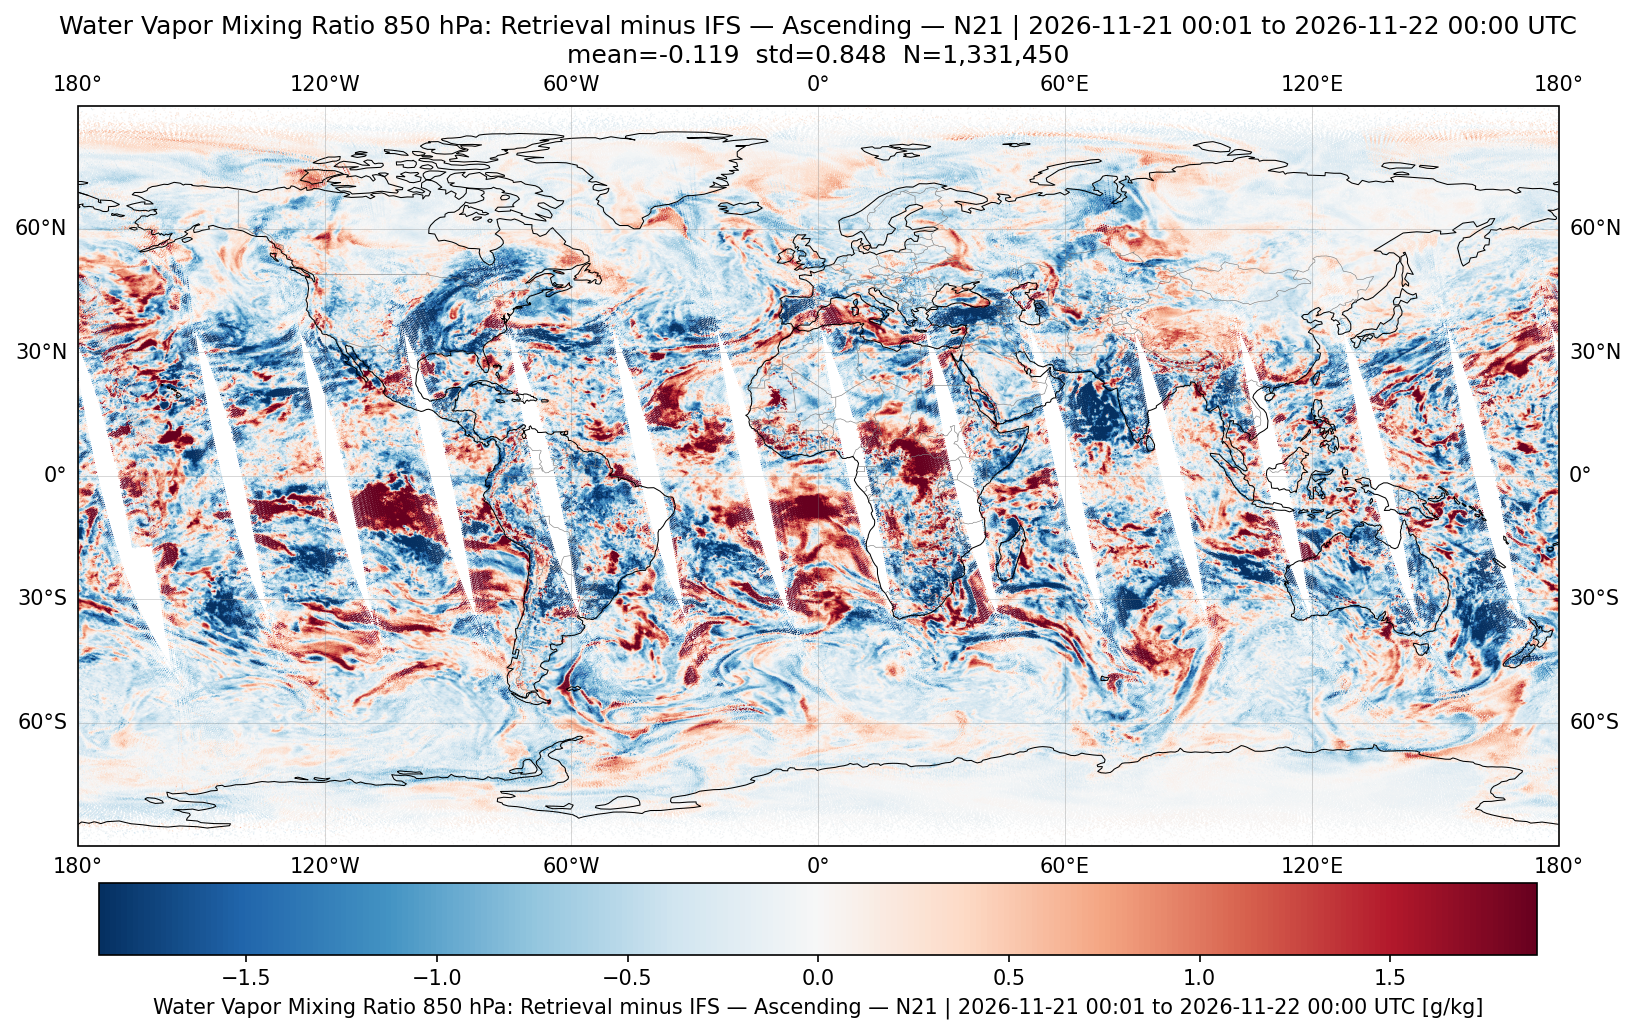 Water Vapor Mixing Ratio 850 hPa: Retrieval minus IFS — Ascending — N21 | 2026-11-21 00:01 to 2026-11-22 00:00 UTC
mean=-0.119  std=0.848  N=1,331,450
180° 120°W 60°W 0° 60°E 120°E 180°
60°N 60°N
30°N 30°N
0° 0°
30°S 30°S
60°S 60°S
180° 120°W 60°W 0° 60°E 120°E 180°
−1.5 −1.0 −0.5 0.0 0.5 1.0 1.5
Water Vapor Mixing Ratio 850 hPa: Retrieval minus IFS — Ascending — N21 | 2026-11-21 00:01 to 2026-11-22 00:00 UTC [g/kg]